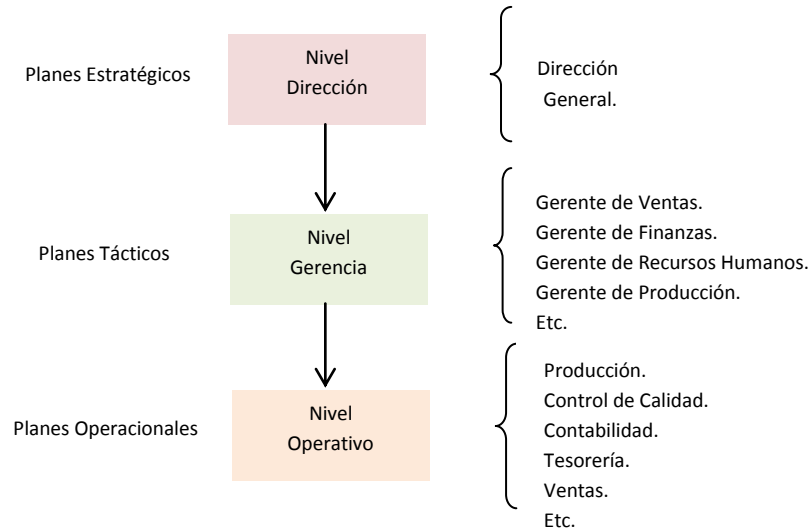 Planes Estratégicos
Nivel
Dirección
Dirección
General.
Planes Tácticos
Nivel
Gerencia
Gerente de Ventas.
Gerente de Finanzas.
Gerente de Recursos Humanos.
Gerente de Producción.
Etc.
Planes Operacionales
Nivel
Operativo
Producción.
Control de Calidad.
Contabilidad.
Tesorería.
Ventas.
Etc.